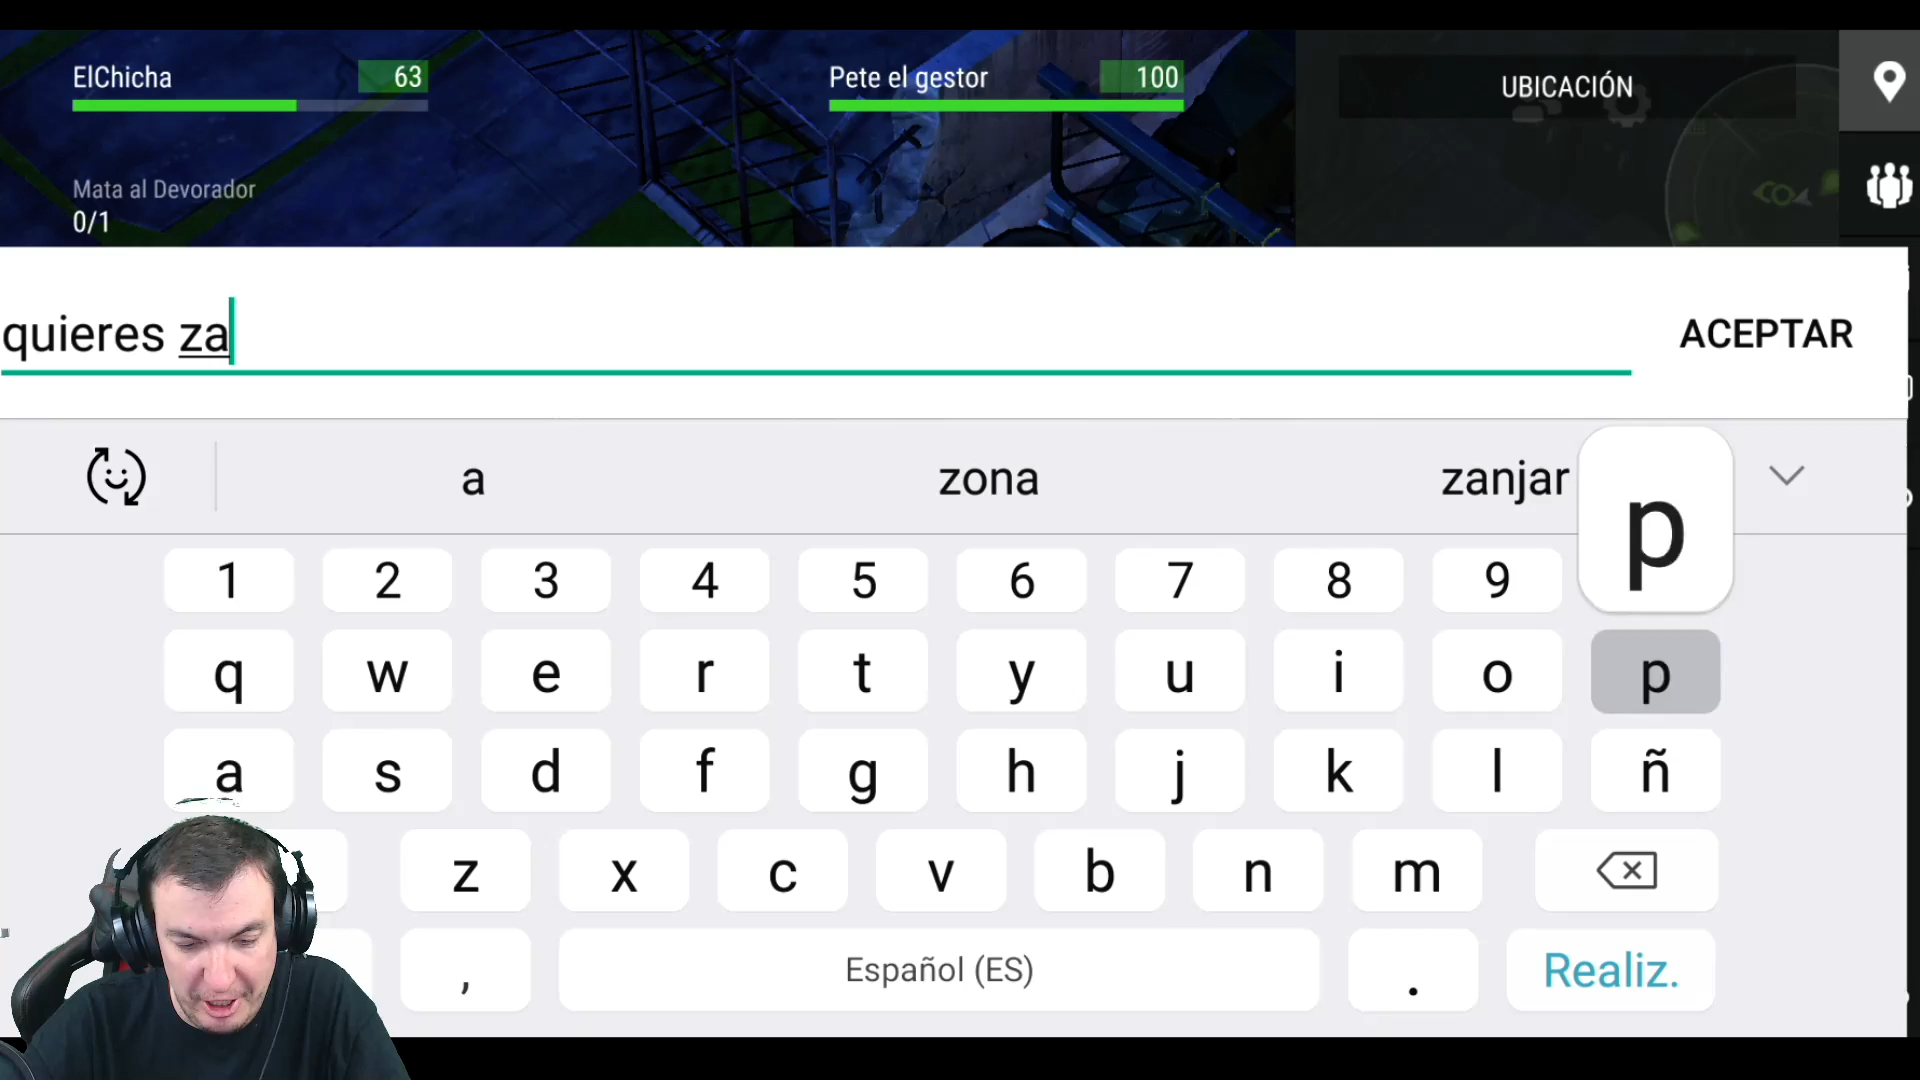 ElChicha 63 Pete el gestor 100 UBICACIÓN
Mata al Devorador
0/1
quieres za ACEPTAR
a zona zanjar p
1 2 3 4 5 6 7 8 9
q w e r t y u i o p
a s d f g h j k l ñ
z x c v b n m
, Español (ES) . Realiz.